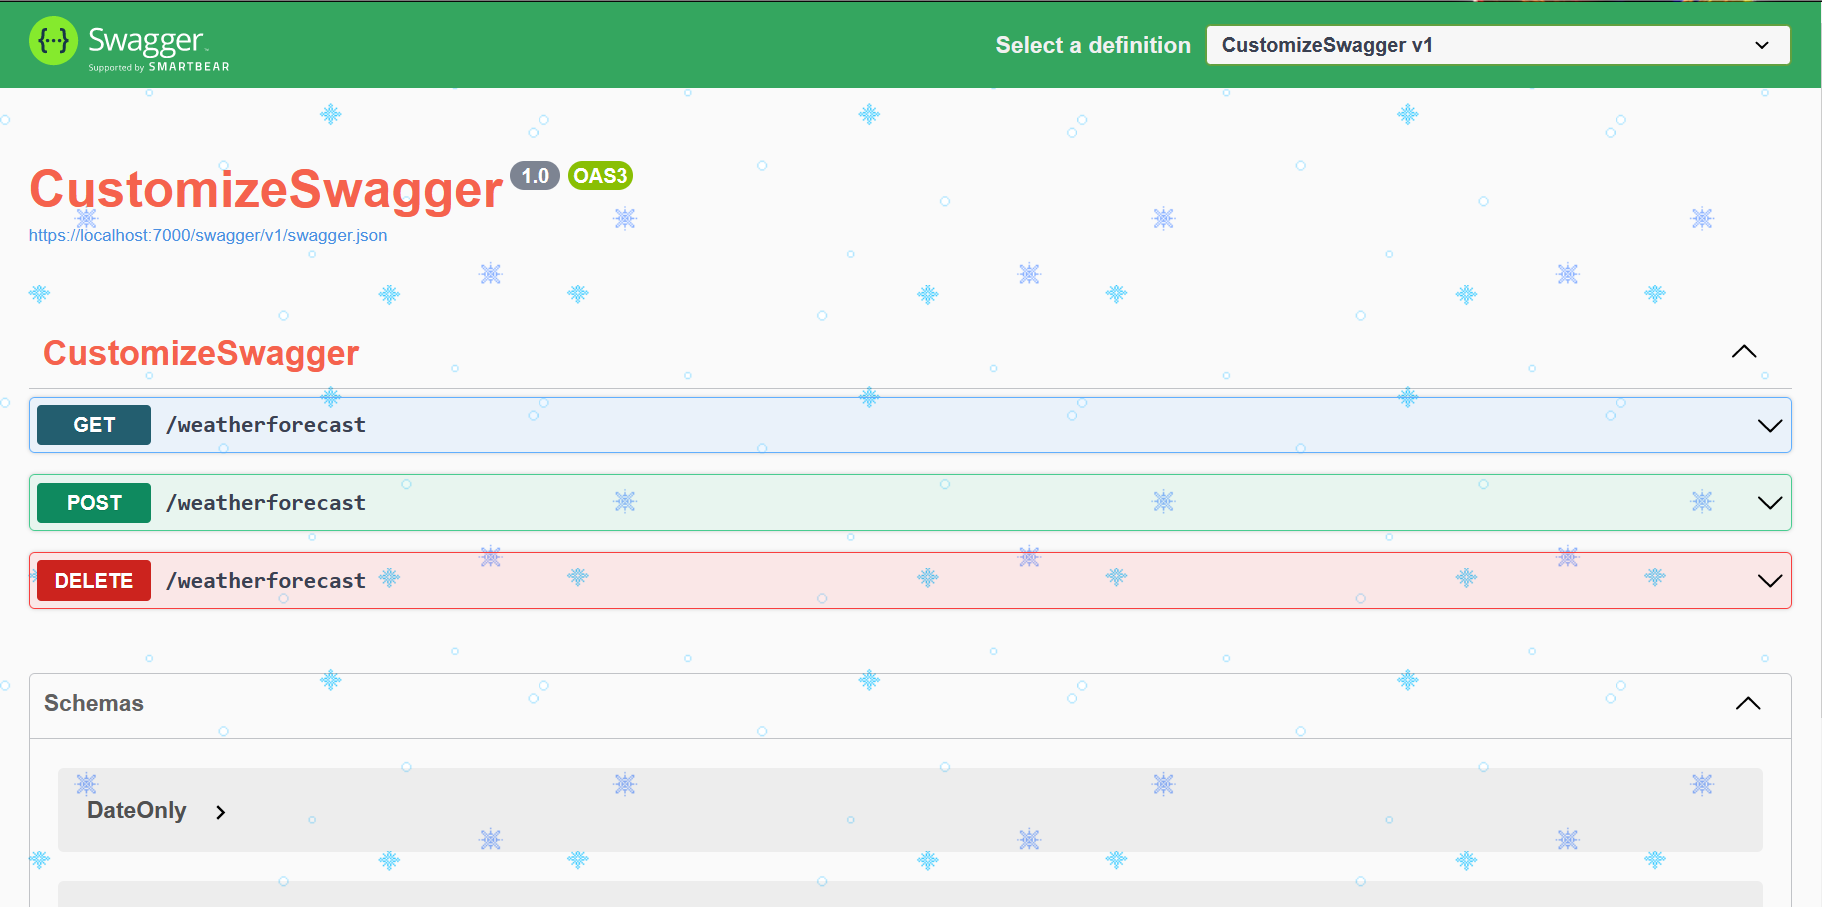 Swagger
Supported by SMARTBEAR
Select a definition
CustomizeSwagger v1
CustomizeSwagger 1.0 OAS3
https://localhost:7000/swagger/v1/swagger.json
CustomizeSwagger
GET /weatherforecast
POST /weatherforecast
DELETE /weatherforecast
Schemas
DateOnly